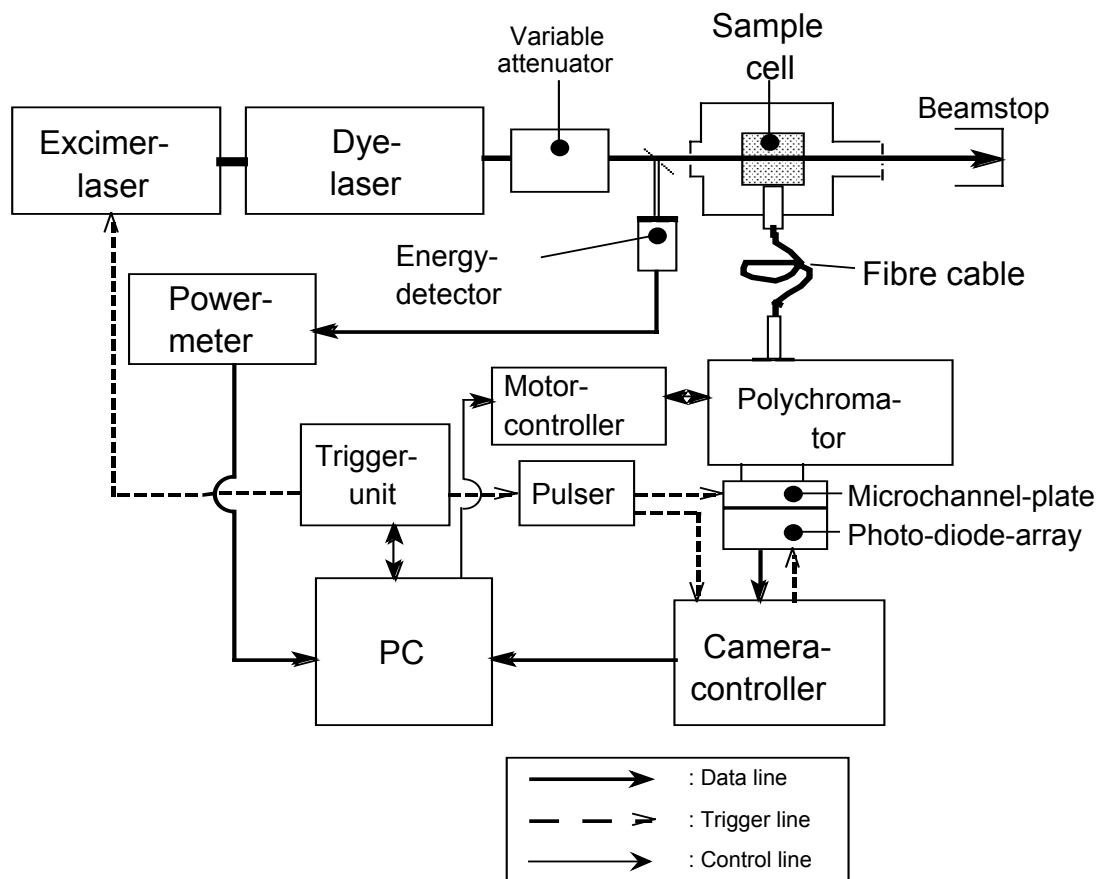 Variable
attenuator
Sample
cell
Beamstop
Excimer-
laser
Dye-
laser
Energy-
detector
Fibre cable
Power-
meter
Motor-
controller
Polychroma-
tor
Trigger-
unit
Pulser
Microchannel-plate
Photo-diode-array
PC
Camera-
controller
: Data line
: Trigger line
: Control line